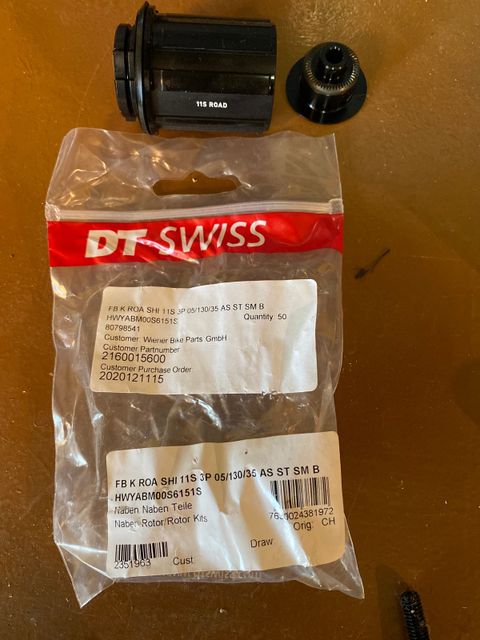 11S ROAD
DT SWISS
FB K ROA SHI 11S 3P 05/130/35 AS ST SM B
HWYABM00S6151S Quantity: 50
80798541
Customer: Wiener Bike Parts GmbH
Customer Partnumber
2160015600
Customer Purchase Order
2020121115
FB K ROA SHI 11S 3P 05/130/35 AS ST SM B
HWYABM00S6151S
Naben Naben Teile
Naben Rotor/Rotor Kits
Orig: CH
Draw:
2351963 Cust